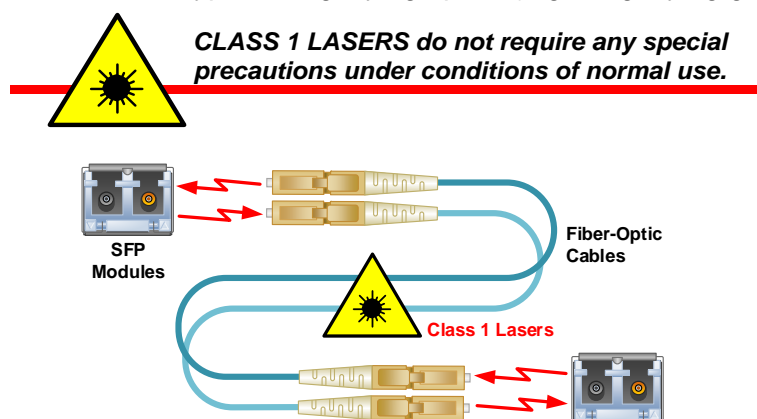 CLASS 1 LASERS do not require any special
precautions under conditions of normal use.
SFP
Modules
Fiber-Optic
Cables
Class 1 Lasers